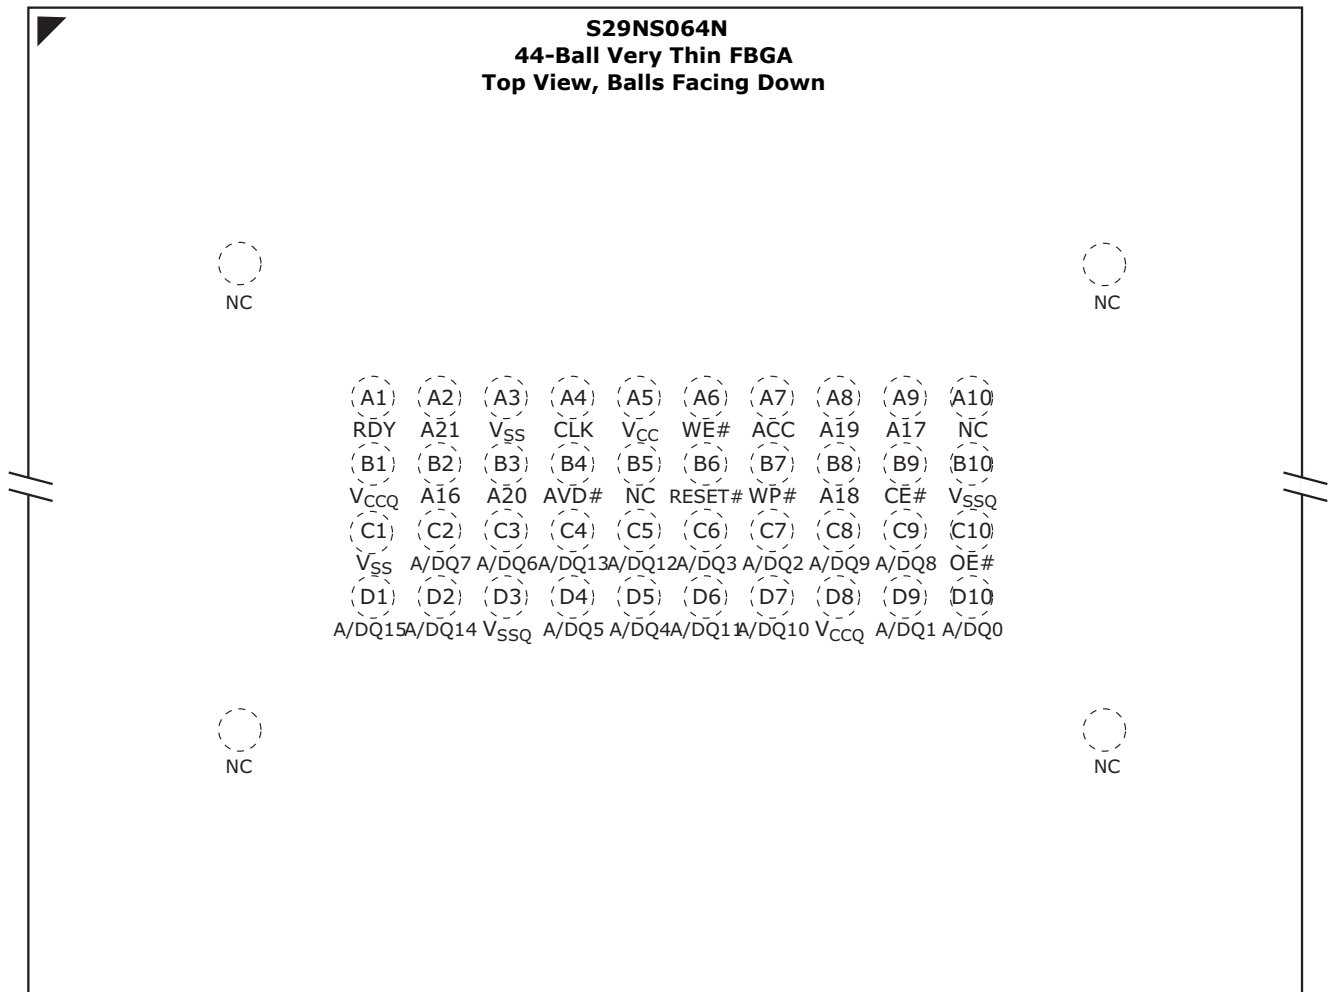 S29NS064N
44-Ball Very Thin FBGA
Top View, Balls Facing Down
NC NC
A1 A2 A3 A4 A5 A6 A7 A8 A9 A10
RDY A21 VSS CLK VCC WE# ACC A19 A17 NC
B1 B2 B3 B4 B5 B6 B7 B8 B9 B10
VCCQ A16 A20 AVD# NC RESET# WP# A18 CE# VSSQ
C1 C2 C3 C4 C5 C6 C7 C8 C9 C10
VSS A/DQ7 A/DQ6 A/DQ13 A/DQ12 A/DQ3 A/DQ2 A/DQ9 A/DQ8 OE#
D1 D2 D3 D4 D5 D6 D7 D8 D9 D10
A/DQ15 A/DQ14 VSSQ A/DQ5 A/DQ4 A/DQ11 A/DQ10 VCCQ A/DQ1 A/DQ0
NC NC